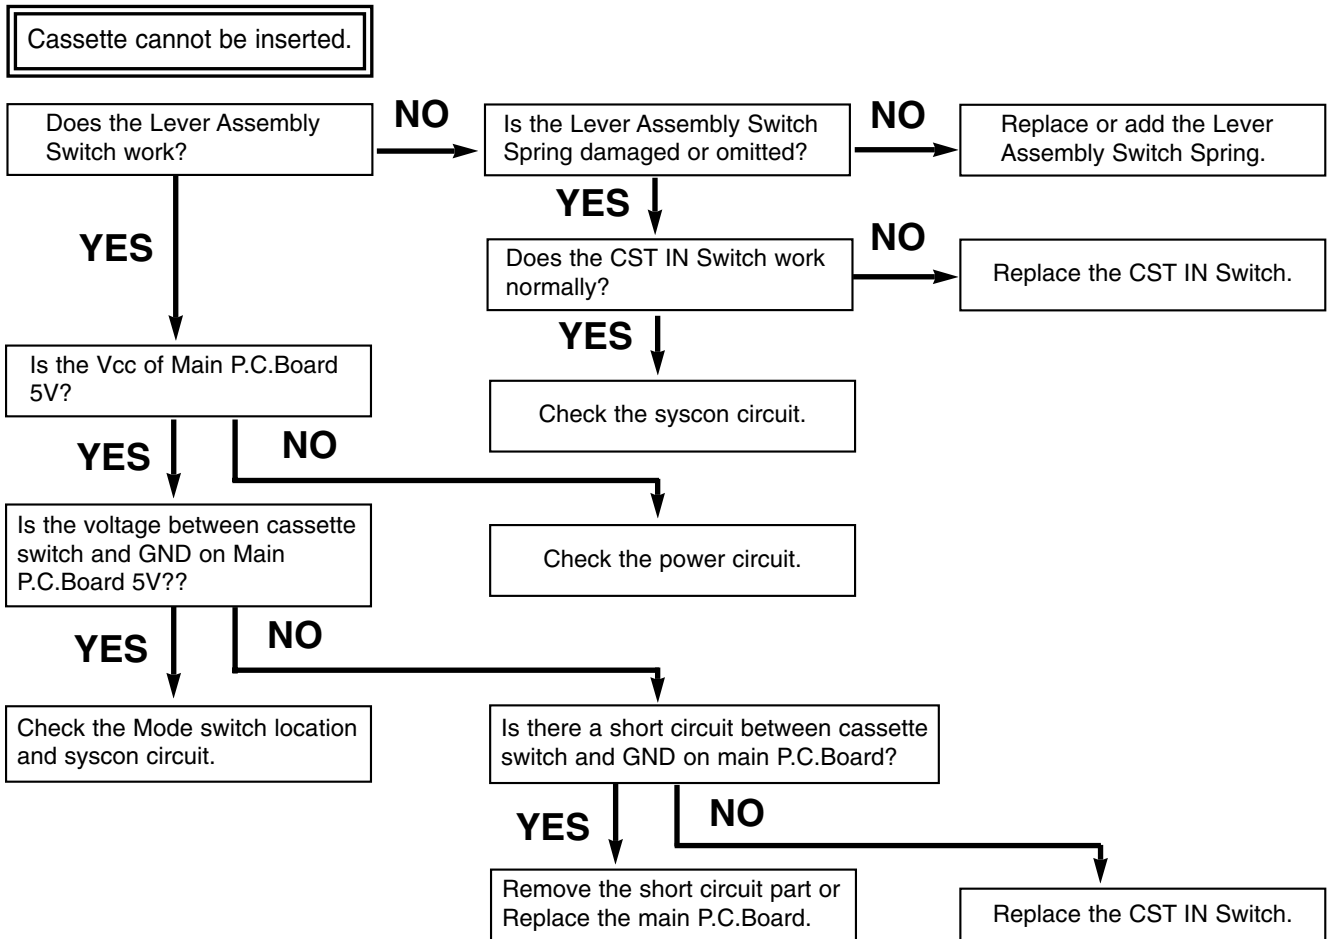 Cassette cannot be inserted.
Does the Lever Assembly
Switch work?
NO
Is the Lever Assembly Switch
Spring damaged or omitted?
NO
Replace or add the Lever
Assembly Switch Spring.
YES
YES
Does the CST IN Switch work
normally?
NO
Replace the CST IN Switch.
YES
Is the Vcc of Main P.C.Board
5V?
Check the syscon circuit.
YES
NO
Is the voltage between cassette
switch and GND on Main
P.C.Board 5V??
Check the power circuit.
YES
NO
Check the Mode switch location
and syscon circuit.
Is there a short circuit between cassette
switch and GND on main P.C.Board?
YES
NO
Remove the short circuit part or
Replace the main P.C.Board.
Replace the CST IN Switch.